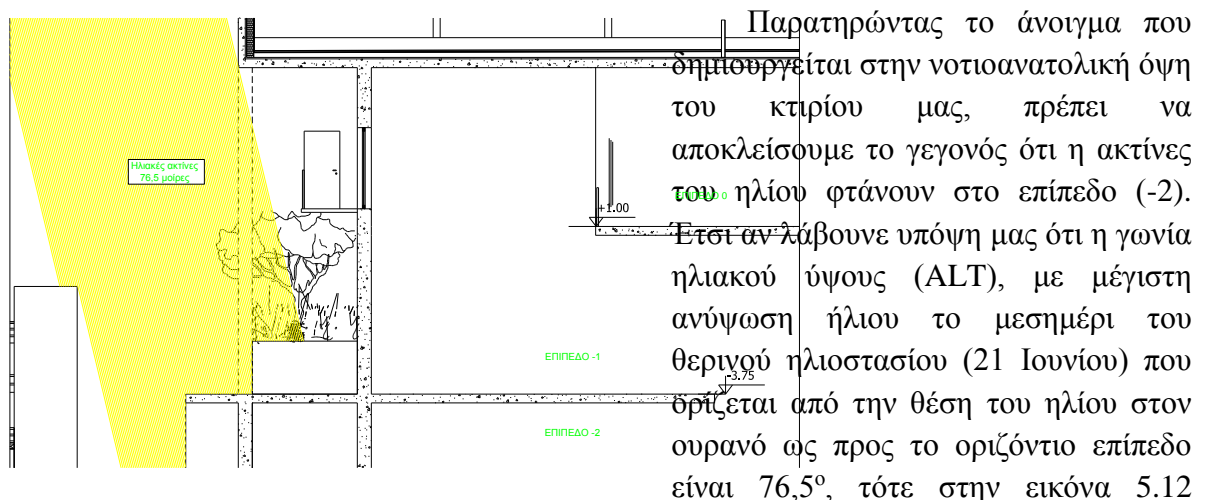 Ηλιακές ακτίνες
76.5 μοίρες
ΕΠΙΠΕΔΟ 0
+1.00
ΕΠΙΠΕΔΟ -1
-3.75
ΕΠΙΠΕΔΟ -2
Παρατηρώντας το άνοιγμα που
δημιουργείται στην νοτιοανατολική όψη
του κτιρίου μας, πρέπει να
αποκλείσουμε το γεγονός ότι η ακτίνες
του ηλίου φτάνουν στο επίπεδο (-2).
Έτσι αν λάβουνε υπόψη μας ότι η γωνία
ηλιακού ύψους (ALT), με μέγιστη
ανύψωση ήλιου το μεσημέρι του
θερινού ηλιοστασίου (21 Ιουνίου) που
ορίζεται από την θέση του ηλίου στον
ουρανό ως προς το οριζόντιο επίπεδο
είναι 76,5º, τότε στην εικόνα 5.12